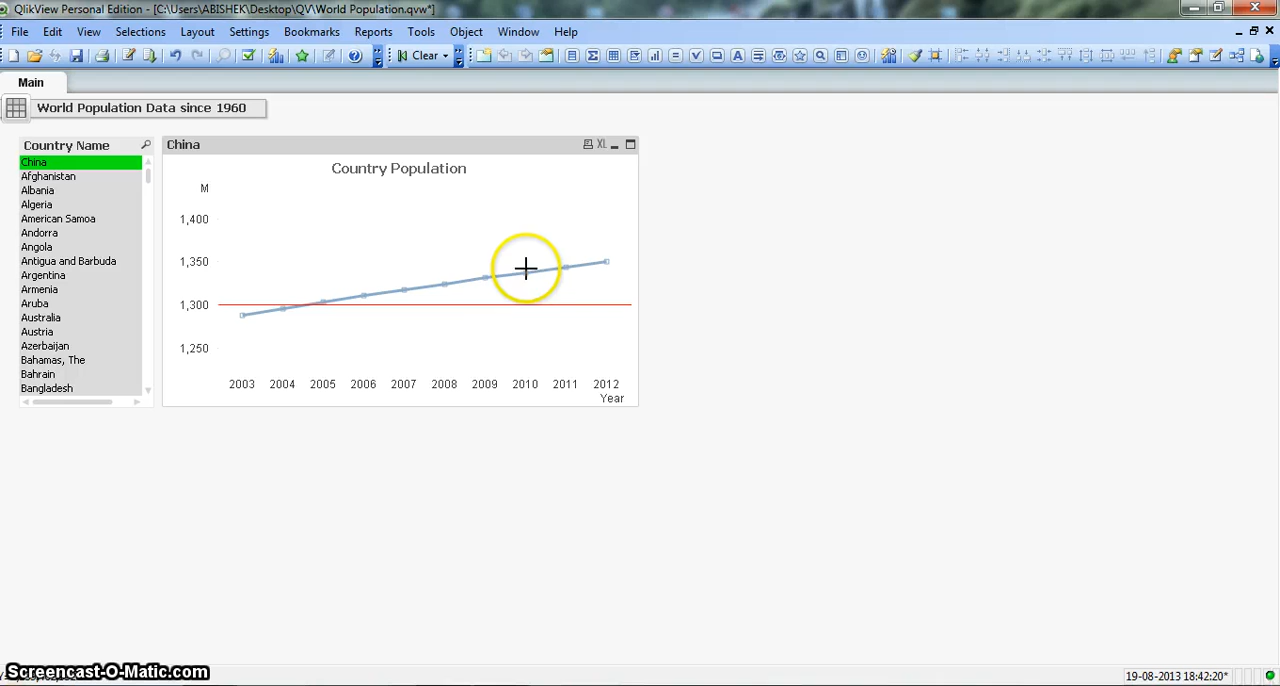 QlikView Personal Edition - [C:\Users\ABISHEK\Desktop\QV\World Population.qvw*]
File Edit View Selections Layout Settings Bookmarks Reports Tools Object Window Help
Clear
Main
World Population Data since 1960
Country Name
China
Afghanistan
Albania
Algeria
American Samoa
Andorra
Angola
Antigua and Barbuda
Argentina
Armenia
Aruba
Australia
Austria
Azerbaijan
Bahamas, The
Bahrain
Bangladesh
China XL
Country Population
M
1,400
1,350
1,300
1,250
2003 2004 2005 2006 2007 2008 2009 2010 2011 2012
Year
Screencast-O-Matic.com
19-08-2013 18:42:20*